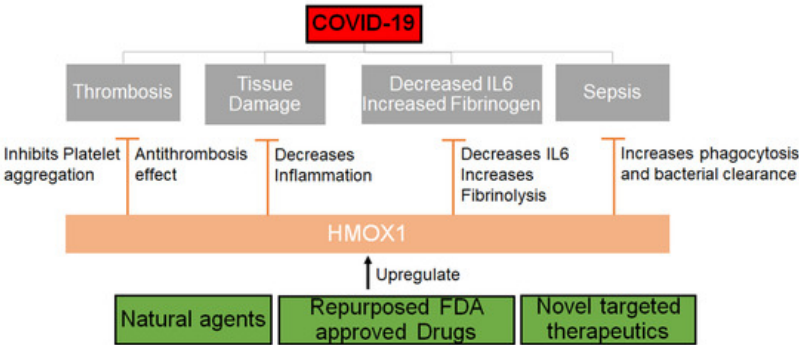 COVID-19
Thrombosis
Tissue
Damage
Decreased IL6
Increased Fibrinogen
Sepsis
Inhibits Platelet
aggregation
Antithrombosis
effect
Decreases
Inflammation
Decreases IL6
Increases
Fibrinolysis
Increases phagocytosis
and bacterial clearance
HMOX1
Upregulate
Natural agents
Repurposed FDA
approved Drugs
Novel targeted
therapeutics